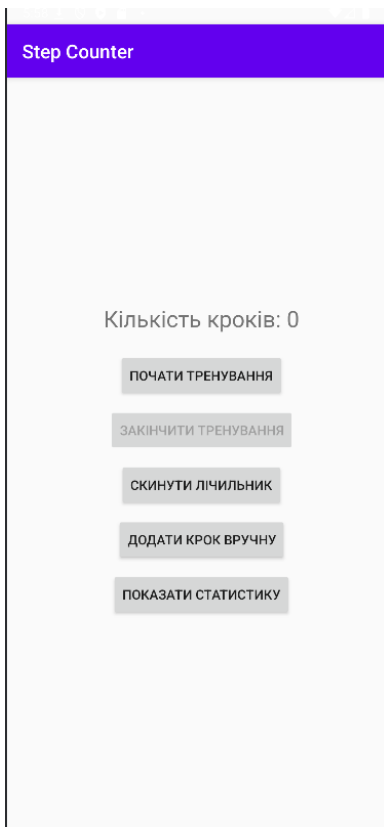 Step Counter
Кількість кроків: 0
ПОЧАТИ ТРЕНУВАННЯ
ЗАКІНЧИТИ ТРЕНУВАННЯ
СКИНУТИ ЛІЧИЛЬНИК
ДОДАТИ КРОК ВРУЧНУ
ПОКАЗАТИ СТАТИСТИКУ